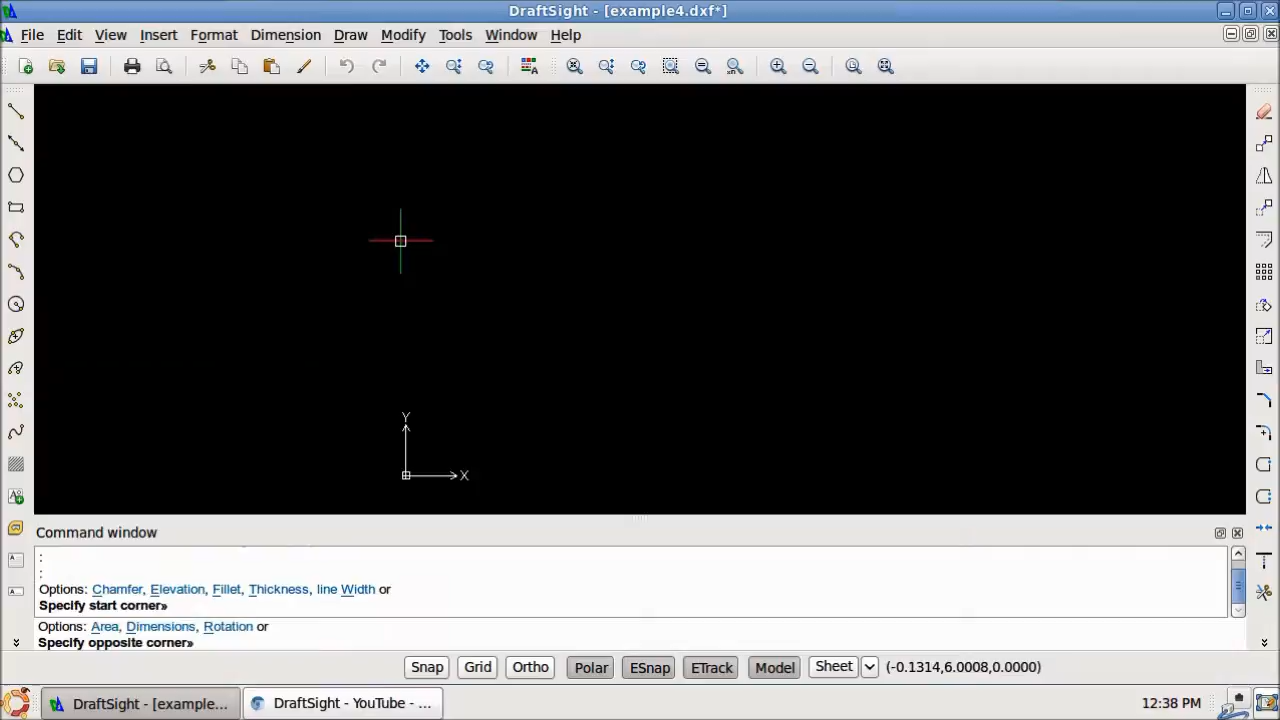 DraftSight - [example4.dxf*]
File Edit View Insert Format Dimension Draw Modify Tools Window Help
Y
X
Command window
:
:
Options: Chamfer, Elevation, Fillet, Thickness, line Width or
Specify start corner»
Options: Area, Dimensions, Rotation or
Specify opposite corner»
Snap Grid Ortho Polar ESnap ETrack Model Sheet (-0.1314,6.0008,0.0000)
DraftSight - [example... DraftSight - YouTube - ... 12:38 PM